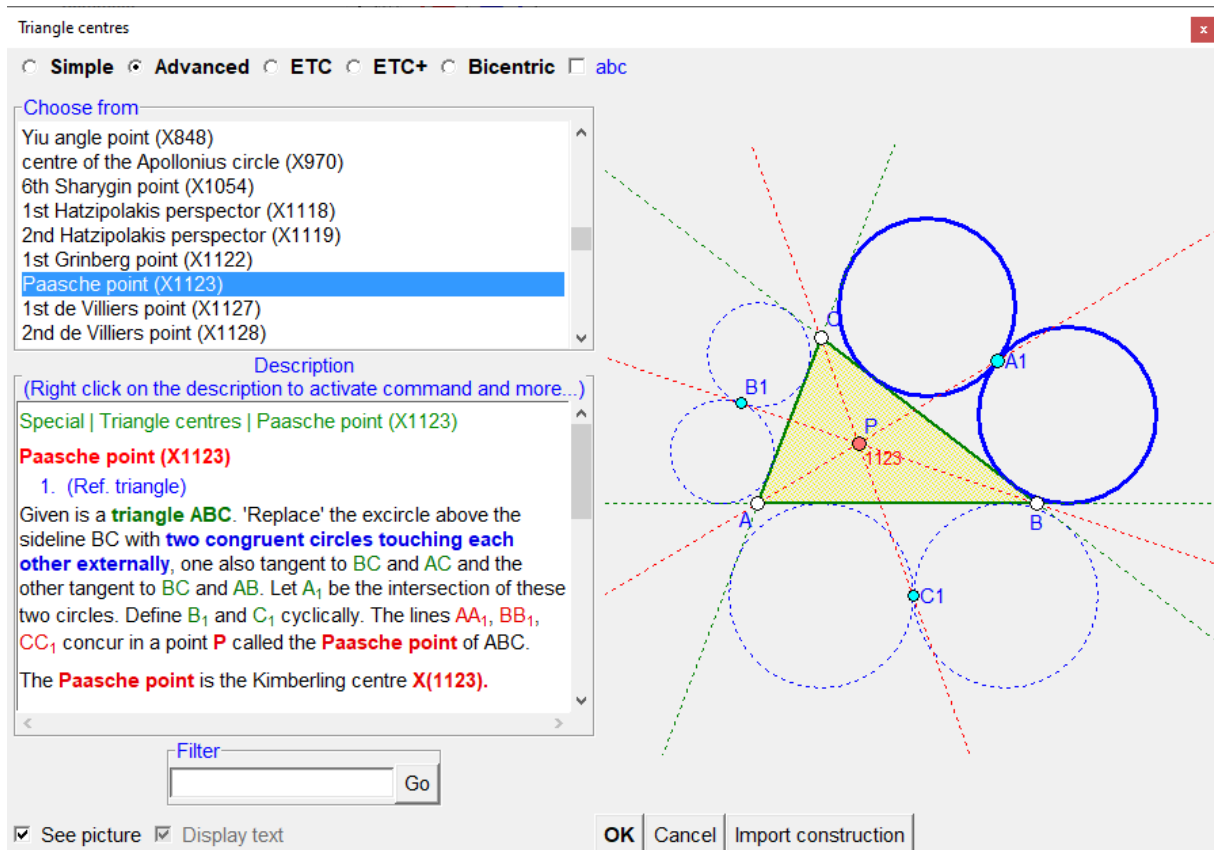 Triangle centres
x
Simple Advanced ETC ETC+ Bicentric abc
Choose from
Yiu angle point (X848)
centre of the Apollonius circle (X970)
6th Sharygin point (X1054)
1st Hatzipolakis perspector (X1118)
2nd Hatzipolakis perspector (X1119)
1st Grinberg point (X1122)
Paasche point (X1123)
1st de Villiers point (X1127)
2nd de Villiers point (X1128)
Description
(Right click on the description to activate command and more...)
Special | Triangle centres | Paasche point (X1123)
Paasche point (X1123)
1. (Ref. triangle)
Given is a triangle ABC. 'Replace' the excircle above the
sideline BC with two congruent circles touching each
other externally, one also tangent to BC and AC and the
other tangent to BC and AB. Let A₁ be the intersection of these
two circles. Define B₁ and C₁ cyclically. The lines AA₁, BB₁,
CC₁ concur in a point P called the Paasche point of ABC.
The Paasche point is the Kimberling centre X(1123).
Filter
Go
See picture Display text
C
A1
B1
P
1123
A
B
C1
OK Cancel Import construction